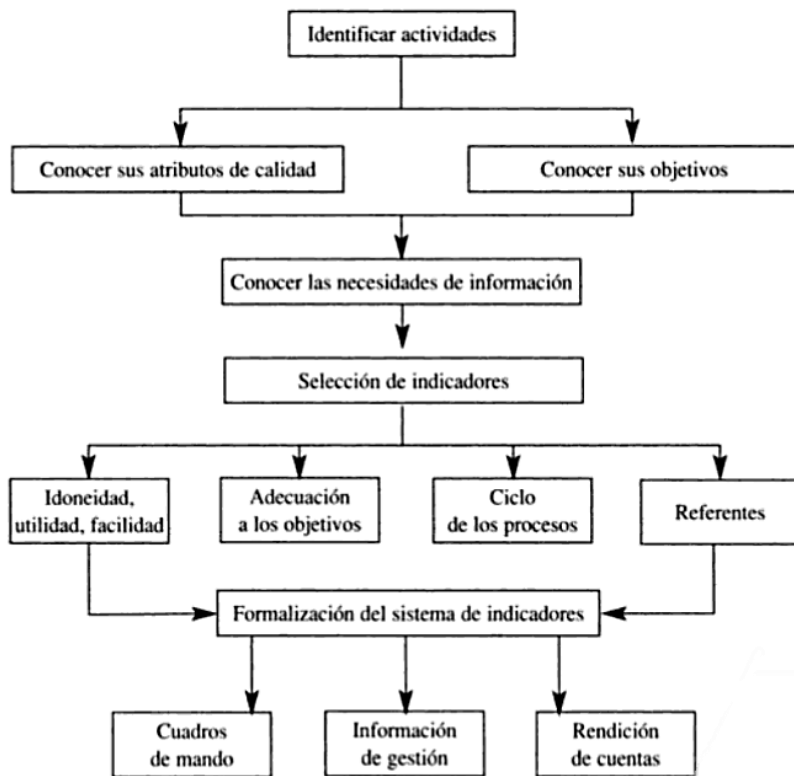 Identificar actividades
Conocer sus atributos de calidad
Conocer sus objetivos
Conocer las necesidades de información
Selección de indicadores
Idoneidad,
utilidad, facilidad
Adecuación
a los objetivos
Ciclo
de los procesos
Referentes
Formalización del sistema de indicadores
Cuadros
de mando
Información
de gestión
Rendición
de cuentas